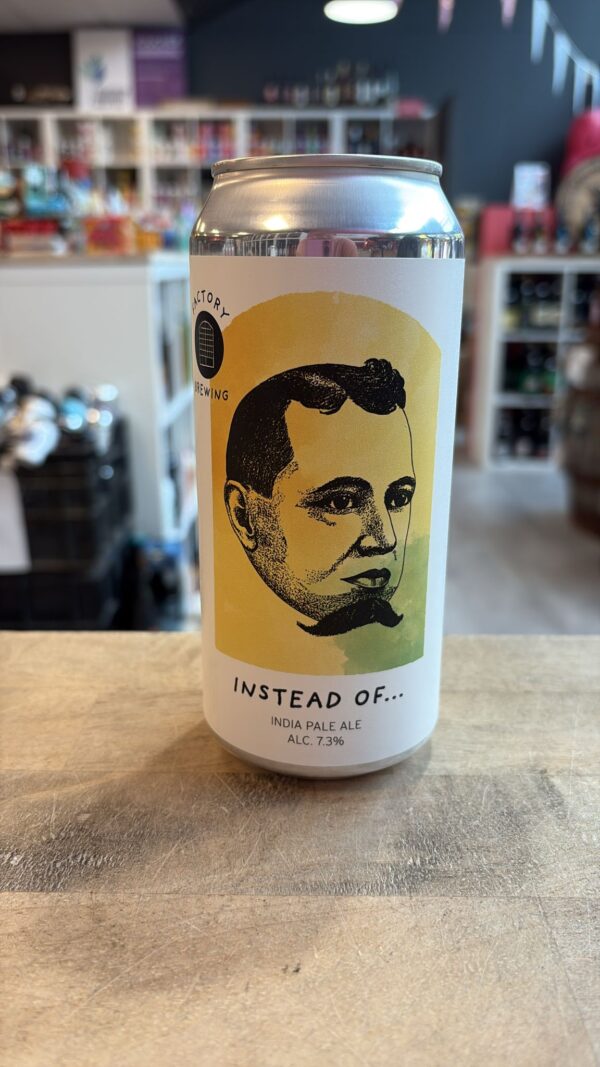 FACTORY
BREWING
INSTEAD OF...
INDIA PALE ALE
ALC. 7.3%